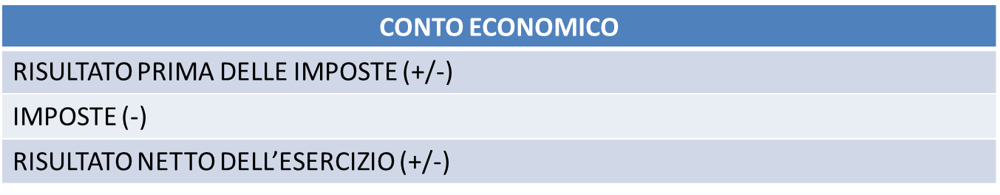 CONTO ECONOMICO
RISULTATO PRIMA DELLE IMPOSTE (+/-)
IMPOSTE (-)
RISULTATO NETTO DELL’ESERCIZIO (+/-)